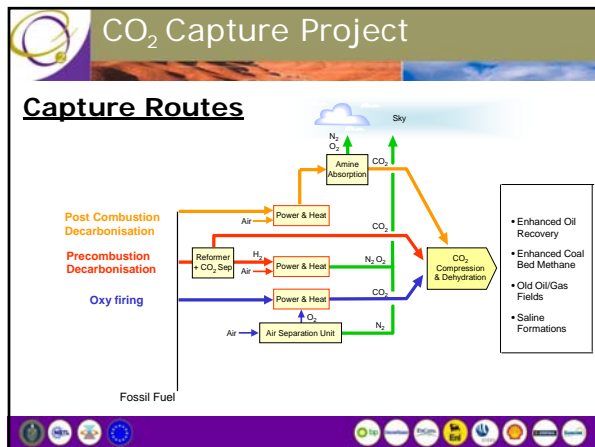 CO₂ Capture Project
Capture Routes
Sky
N₂
O₂
Amine
Absorption
CO₂
Post Combustion
Decarbonisation
Air
Power & Heat
CO₂
Precombustion
Decarbonisation
Reformer
+ CO₂ Sep
H₂
Air
Power & Heat
N₂ O₂
CO₂
Compression
& Dehydration
Oxy firing
Power & Heat
CO₂
O₂
Air
Air Separation Unit
N₂
• Enhanced Oil
Recovery
• Enhanced Coal
Bed Methane
• Old Oil/Gas
Fields
• Saline
Formations
Fossil Fuel
NETL
bp
Eni